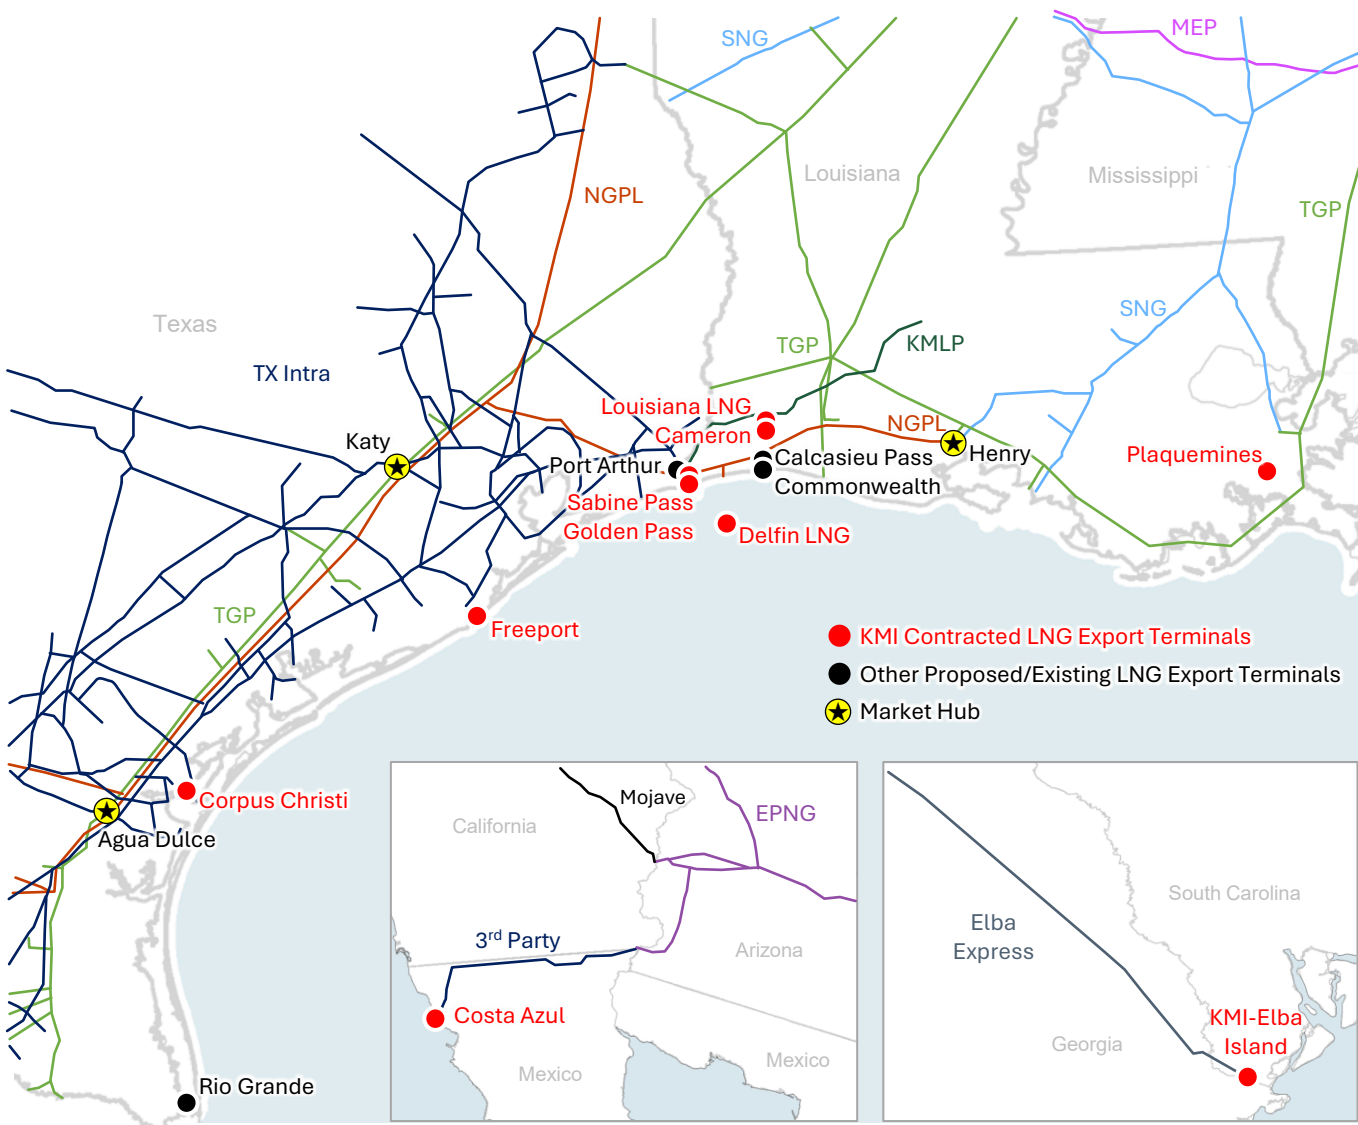 SNG
MEP
Louisiana
Mississippi
NGPL
TGP
Texas
SNG
TX Intra
TGP
KMLP
Louisiana LNG
Cameron
NGPL
Katy
Henry
Port Arthur
Calcasieu Pass
Commonwealth
Plaquemines
Sabine Pass
Golden Pass
Delfin LNG
TGP
Freeport
KMI Contracted LNG Export Terminals
Other Proposed/Existing LNG Export Terminals
Market Hub
Corpus Christi
Agua Dulce
Rio Grande
Mojave
California
EPNG
3rd Party
Arizona
Costa Azul
Mexico
Mexico
South Carolina
Elba
Express
Georgia
KMI-Elba
Island